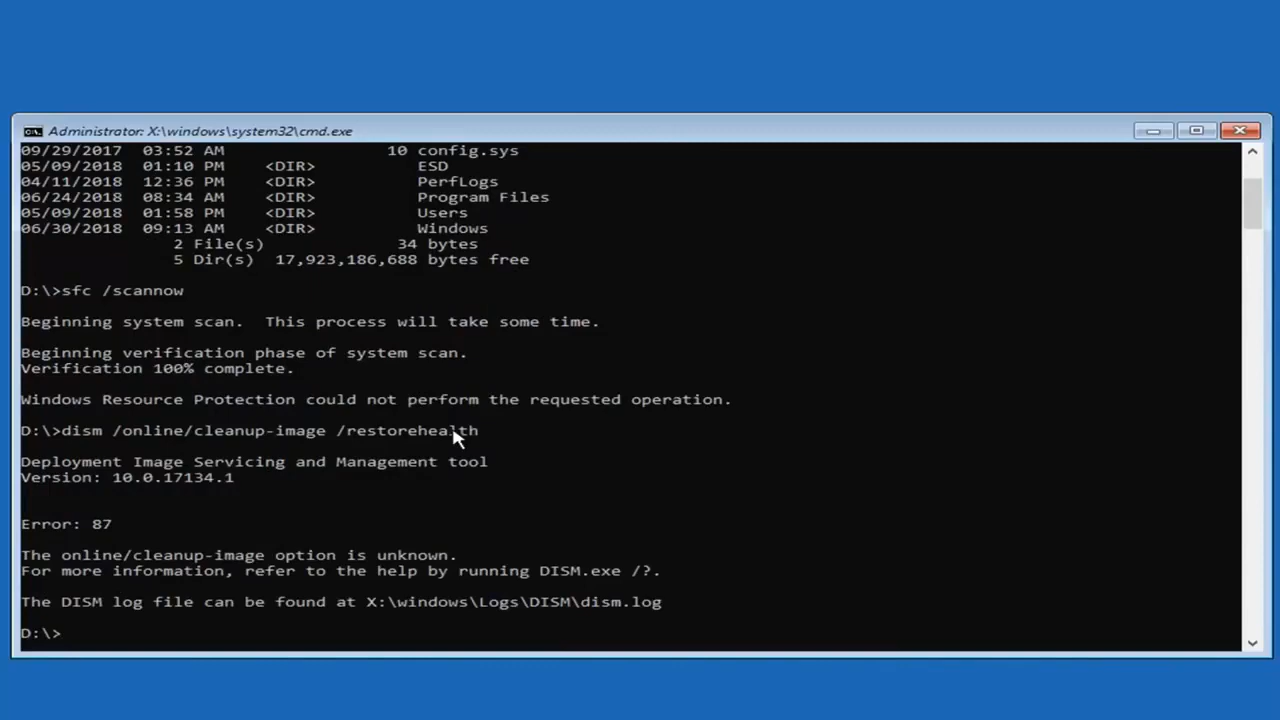 Administrator: X:\windows\system32\cmd.exe
09/29/2017  03:52 AM                10 config.sys
05/09/2018  01:10 PM    <DIR>          ESD
04/11/2018  12:36 PM    <DIR>          PerfLogs
06/24/2018  08:34 AM    <DIR>          Program Files
05/09/2018  01:58 PM    <DIR>          Users
06/30/2018  09:13 AM    <DIR>          Windows
               2 File(s)             34 bytes
               5 Dir(s)  17,923,186,688 bytes free
D:\>sfc /scannow
Beginning system scan.  This process will take some time.
Beginning verification phase of system scan.
Verification 100% complete.
Windows Resource Protection could not perform the requested operation.
D:\>dism /online/cleanup-image /restorehealth
Deployment Image Servicing and Management tool
Version: 10.0.17134.1
Error: 87
The online/cleanup-image option is unknown.
For more information, refer to the help by running DISM.exe /?.
The DISM log file can be found at X:\windows\Logs\DISM\dism.log
D:\>